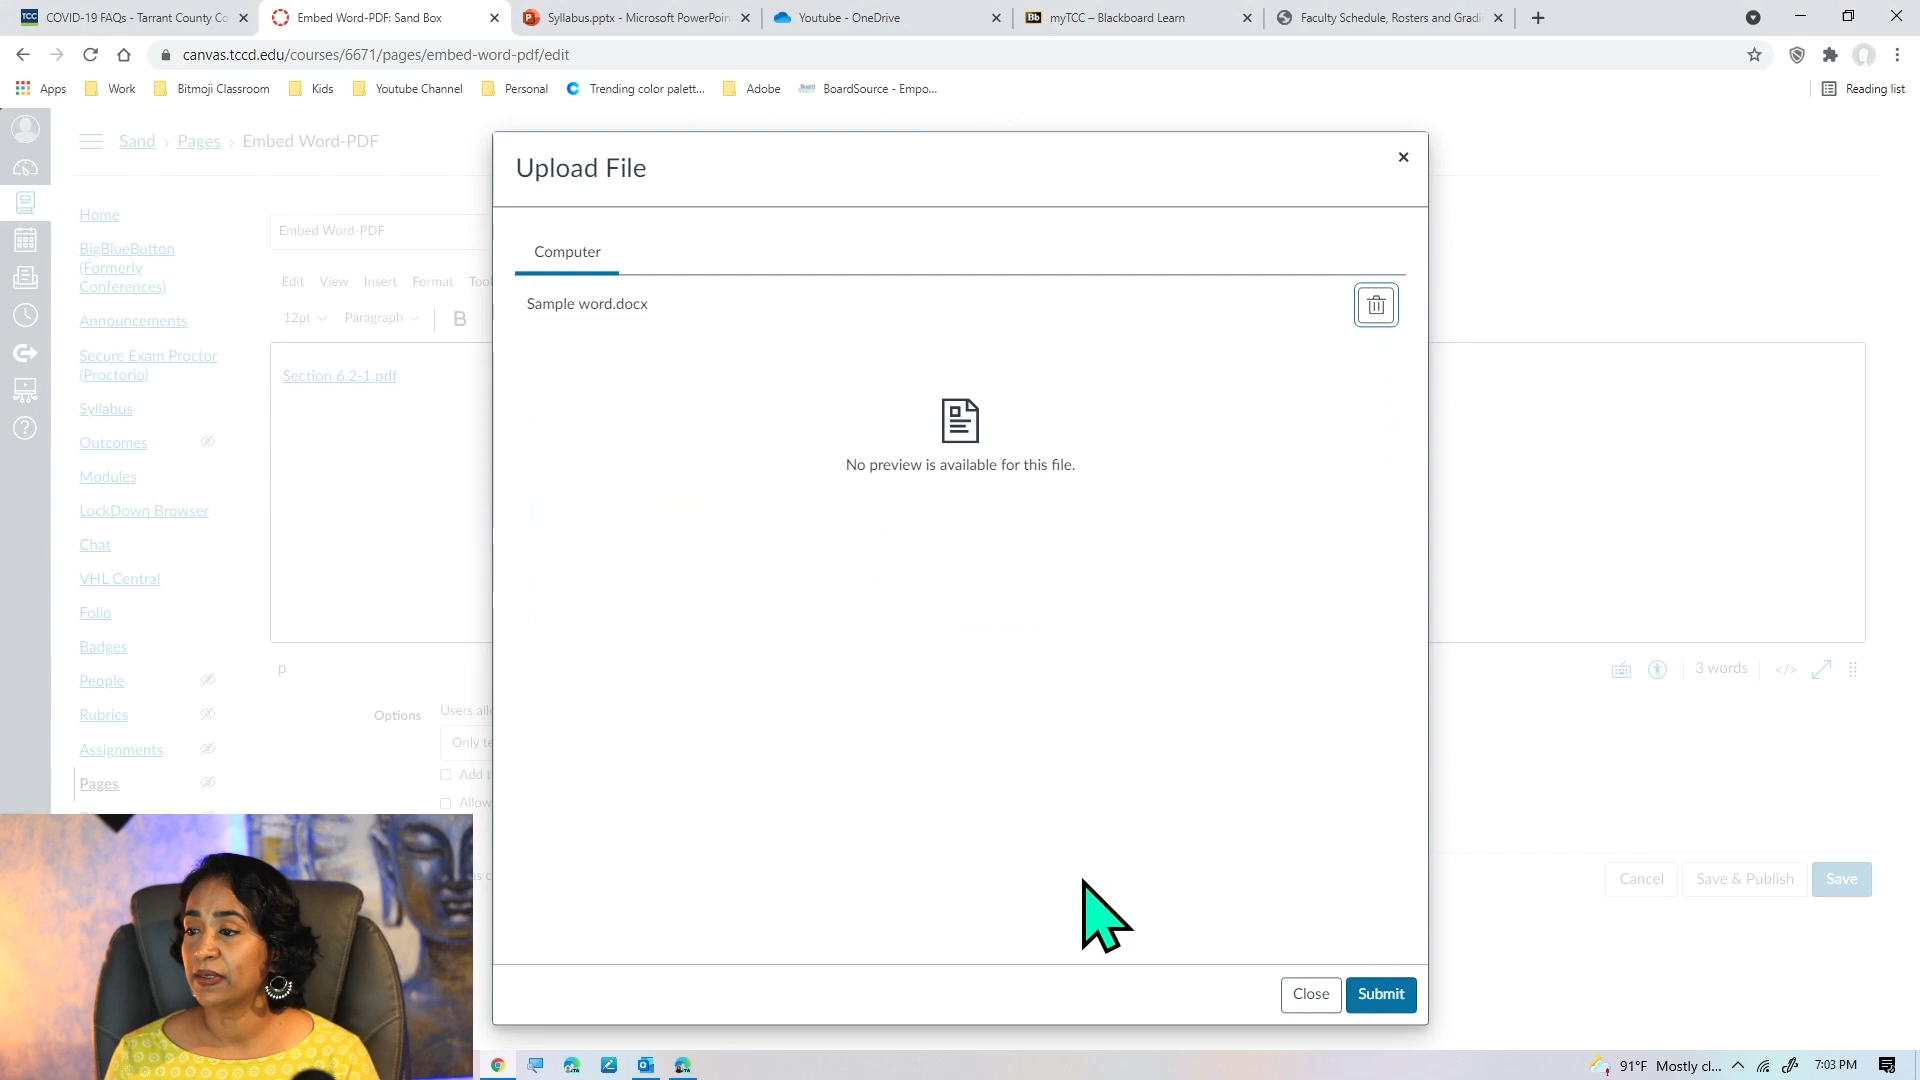 COVID-19 FAQs - Tarrant County Co
Embed Word-PDF: Sand Box
Syllabus.pptx - Microsoft PowerPoin
Youtube - OneDrive
myTCC – Blackboard Learn
Faculty Schedule, Rosters and Gradi
canvas.tccd.edu/courses/6671/pages/embed-word-pdf/edit
Apps
Work
Bitmoji Classroom
Kids
Youtube Channel
Personal
Trending color palett...
Adobe
BoardSource - Empo...
Reading list
Sand > Pages > Embed Word-PDF
Home
BigBlueButton
(Formerly
Conferences)
Announcements
Secure Exam Proctor
(Proctorio)
Syllabus
Outcomes
Modules
LockDown Browser
Chat
VHL Central
Folio
Badges
People
Rubrics
Assignments
Pages
Embed Word-PDF
Edit View Insert Format Tool
12pt Paragraph B
Section 6.2-1.pdf
p
Options
Users all
Only te
Add t
Allow
Upload File
Computer
Sample word.docx
No preview is available for this file.
Close Submit
3 words </>
Cancel Save & Publish Save
91°F Mostly cl...
7:03 PM